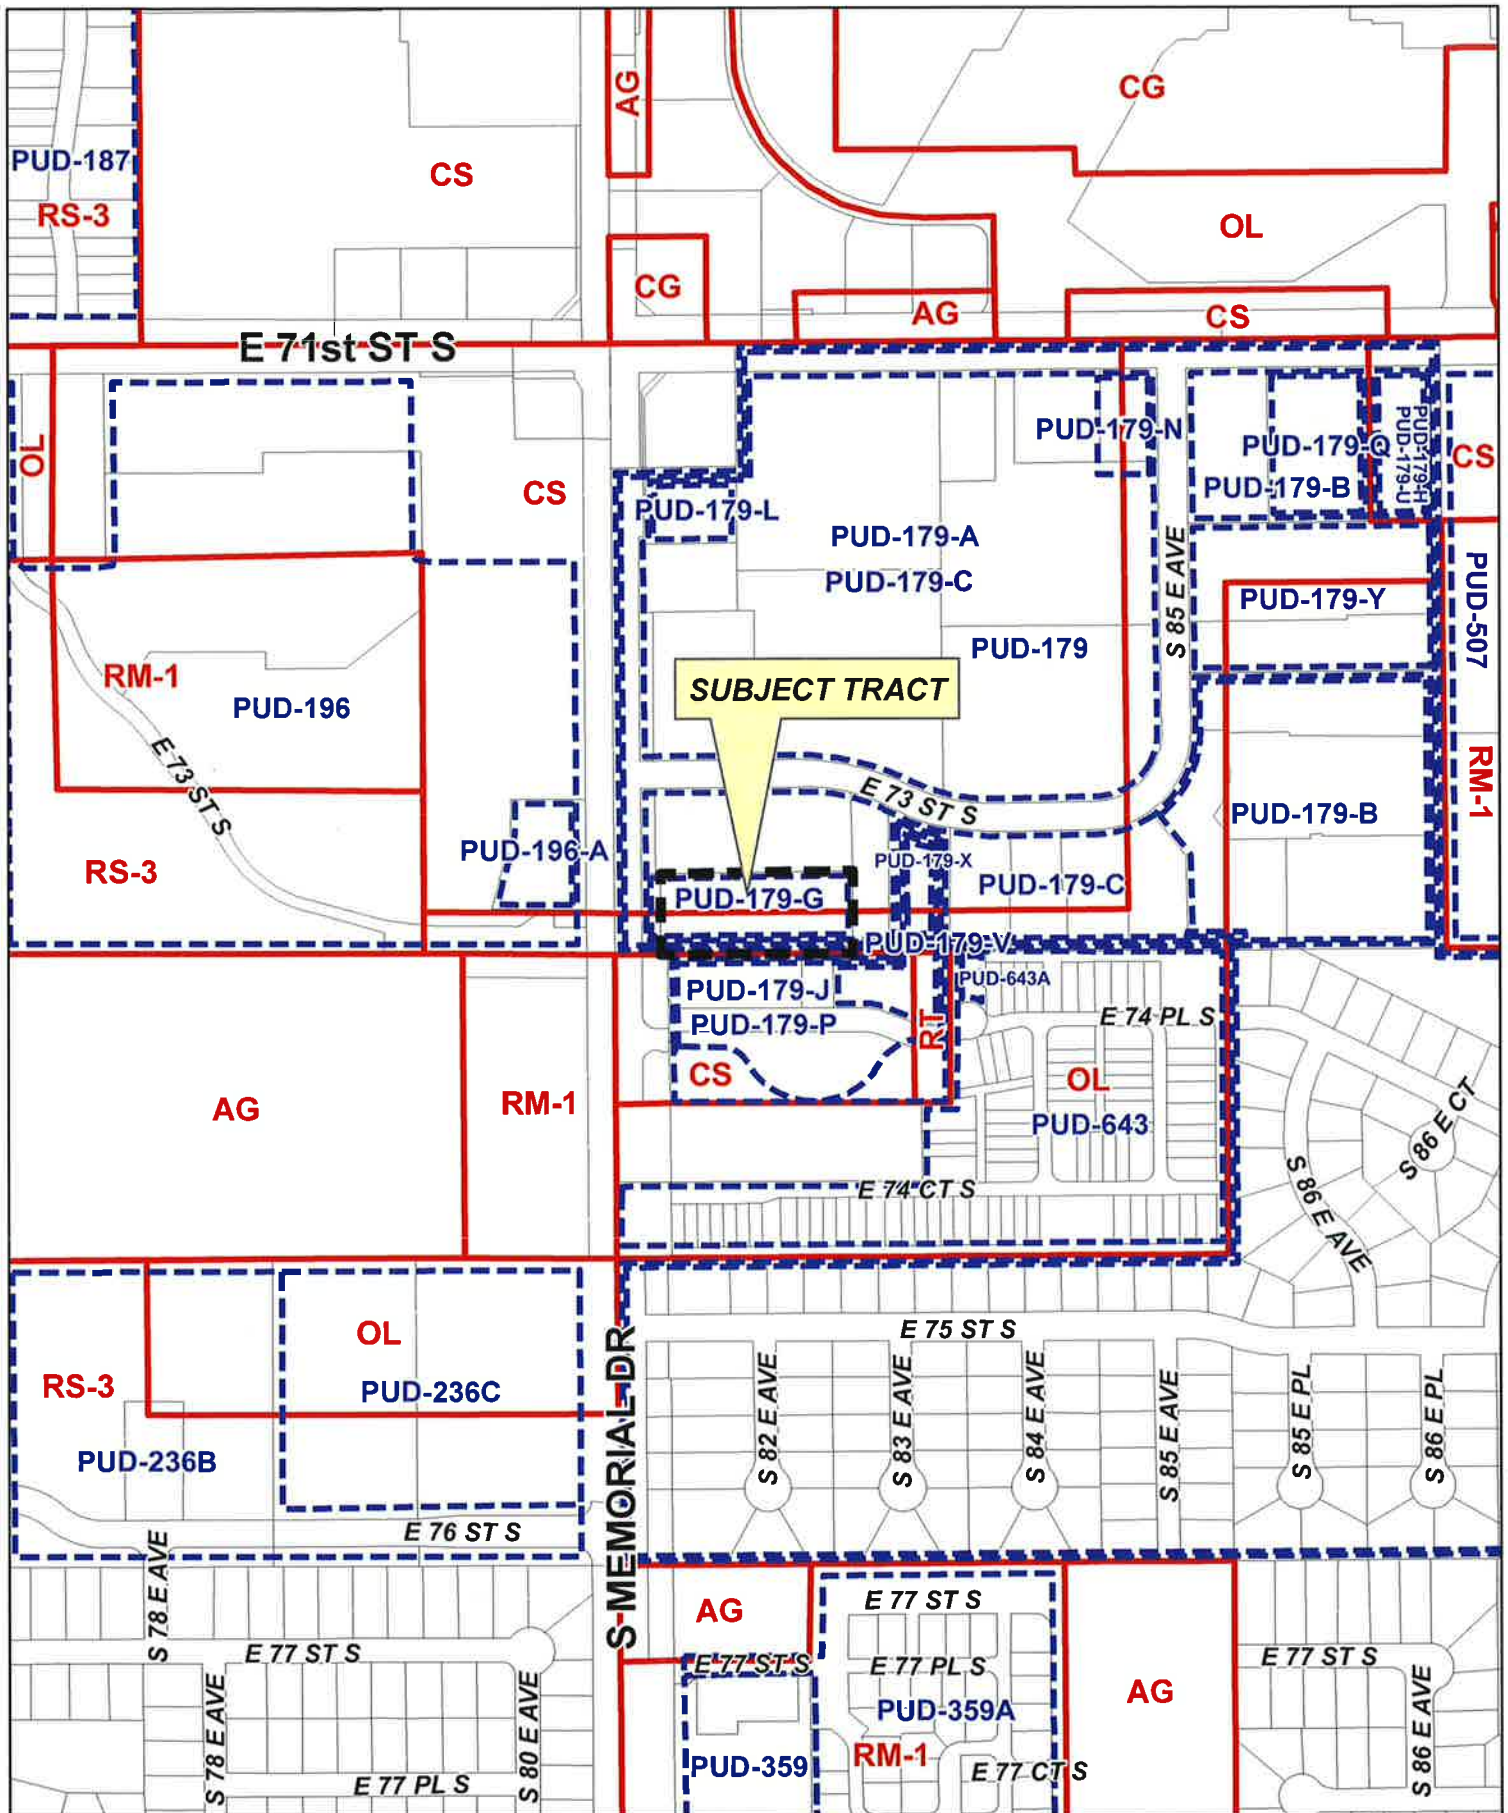 AG
CG
PUD-187
CS
RS-3
OL
CG
AG
CS
E 71st ST S
PUD-179-N
OL
PUD-179-Q
PUD-179-H
PUD-179-U
CS
CS
PUD-179-B
PUD-179-L
PUD-179-A
S 85 E AVE
PUD-179-C
PUD-507
PUD-179-Y
PUD-179
RM-1
SUBJECT TRACT
PUD-196
E 73 ST S
RM-1
E 73 ST S
PUD-179-B
PUD-196-A
PUD-179-X
RS-3
PUD-179-C
PUD-179-G
PUD-179-V
PUD-643A
PUD-179-J
E 74 PL S
PUD-179-P
RT
CS
OL
AG
RM-1
PUD-643
S 86 E CT
E 74 CT S
S 86 E AVE
E 75 ST S
OL
RS-3
PUD-236C
S MEMORIAL DR
S 82 E AVE
S 83 E AVE
S 84 E AVE
S 85 E AVE
S 85 E PL
S 86 E PL
PUD-236B
E 76 ST S
S 78 E AVE
E 77 ST S
AG
E 77 ST S
E 77 ST S
E 77 PL S
E 77 ST S
AG
PUD-359A
S 78 E AVE
S 80 E AVE
S 86 E AVE
RM-1
PUD-359
E 77 CT S
E 77 PL S